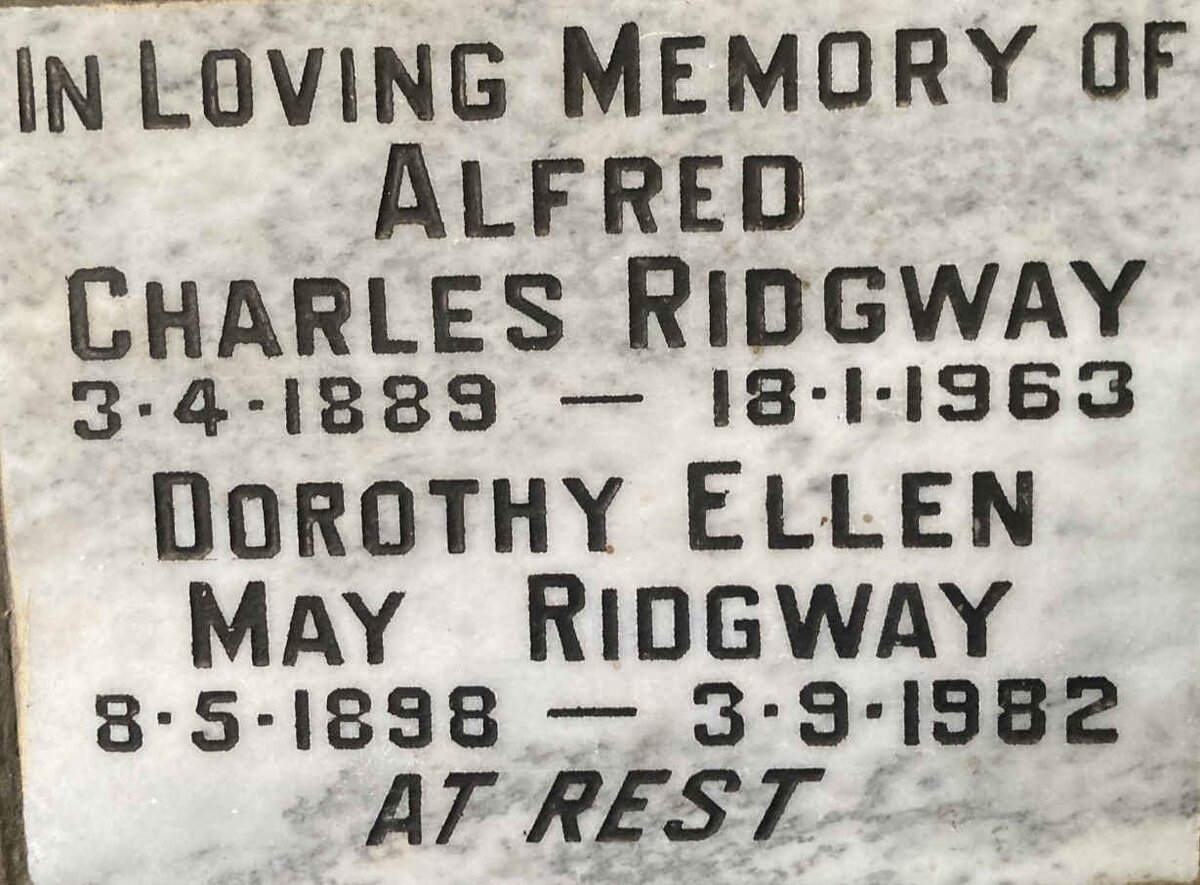 IN LOVING MEMORY OF
ALFRED
CHARLES RIDGWAY
3·4·1889 — 18·1·1963
DOROTHY ELLEN
MAY RIDGWAY
8·5·1898 — 3·9·1982
AT REST